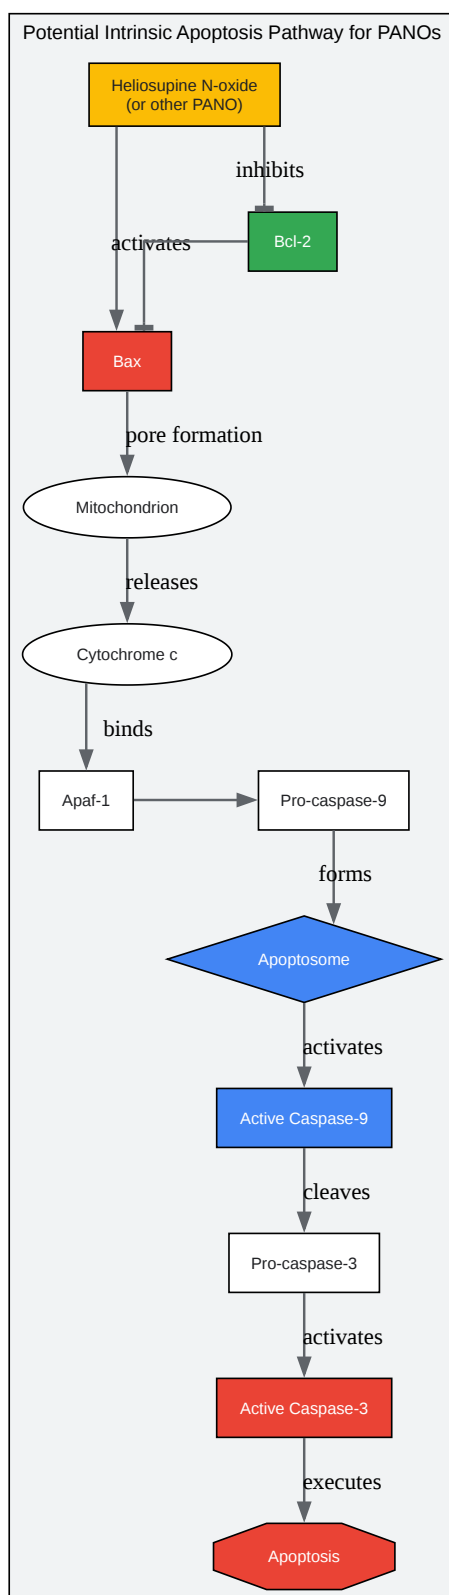 Potential Intrinsic Apoptosis Pathway for PANOs
Heliosupine N-oxide
(or other PANO)
inhibits
Bcl-2
activates
Bax
pore formation
Mitochondrion
releases
Cytochrome c
binds
Apaf-1
Pro-caspase-9
forms
Apoptosome
activates
Active Caspase-9
cleaves
Pro-caspase-3
activates
Active Caspase-3
executes
Apoptosis